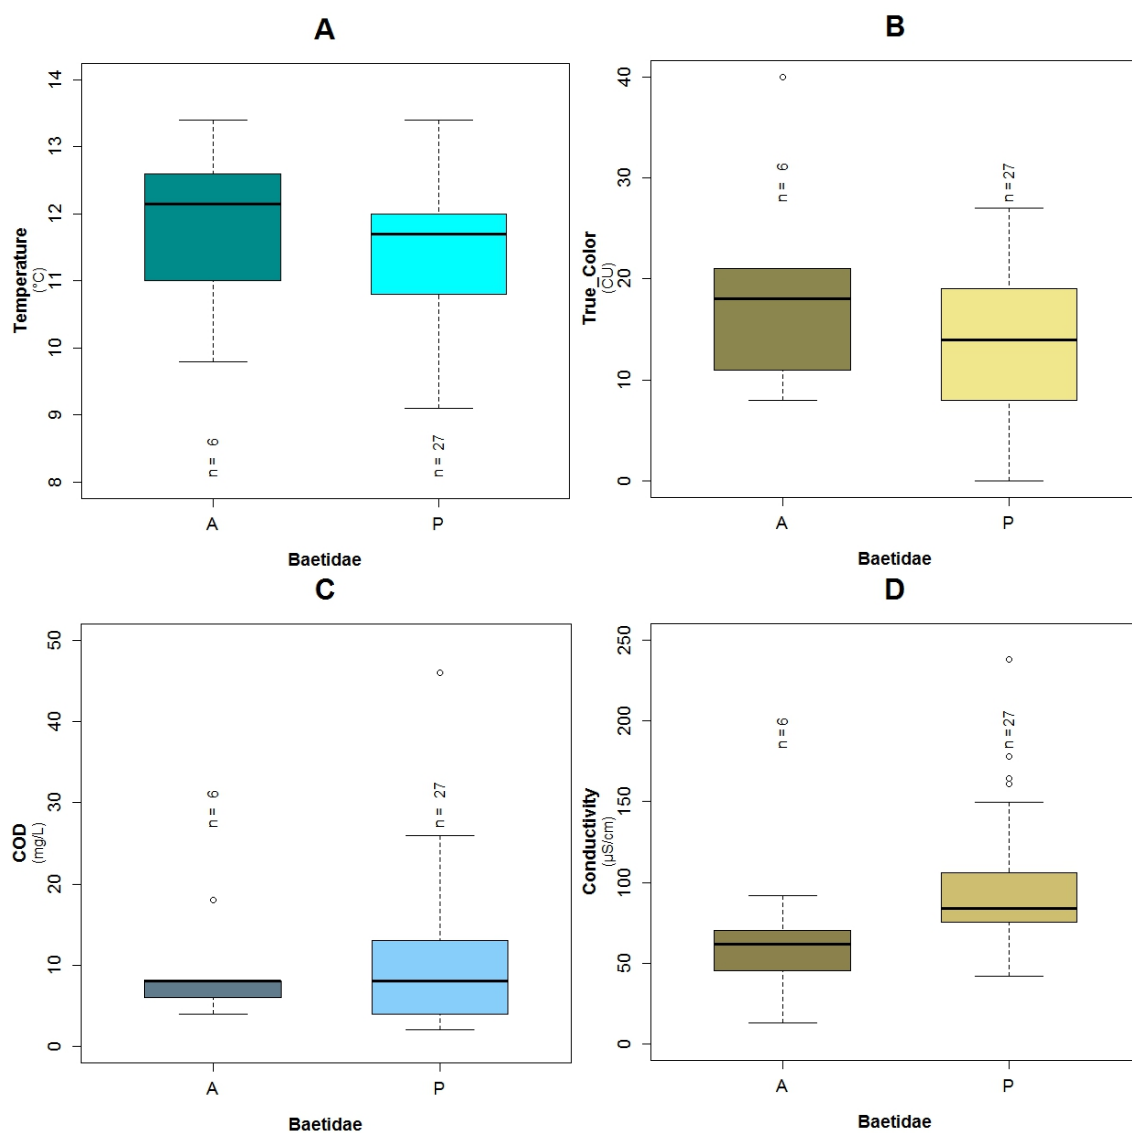 A
Temperature
(°C)
14
13
12
11
10
9
8
n = 6
n = 27
A
P
Baetidae
B
True_Color
(CU)
40
30
20
10
0
n = 6
n = 27
A
P
Baetidae
C
COD
(mg/L)
50
40
30
20
10
0
n = 6
n = 27
A
P
Baetidae
D
Conductivity
(µS/cm)
250
200
150
100
50
0
n = 6
n = 27
A
P
Baetidae